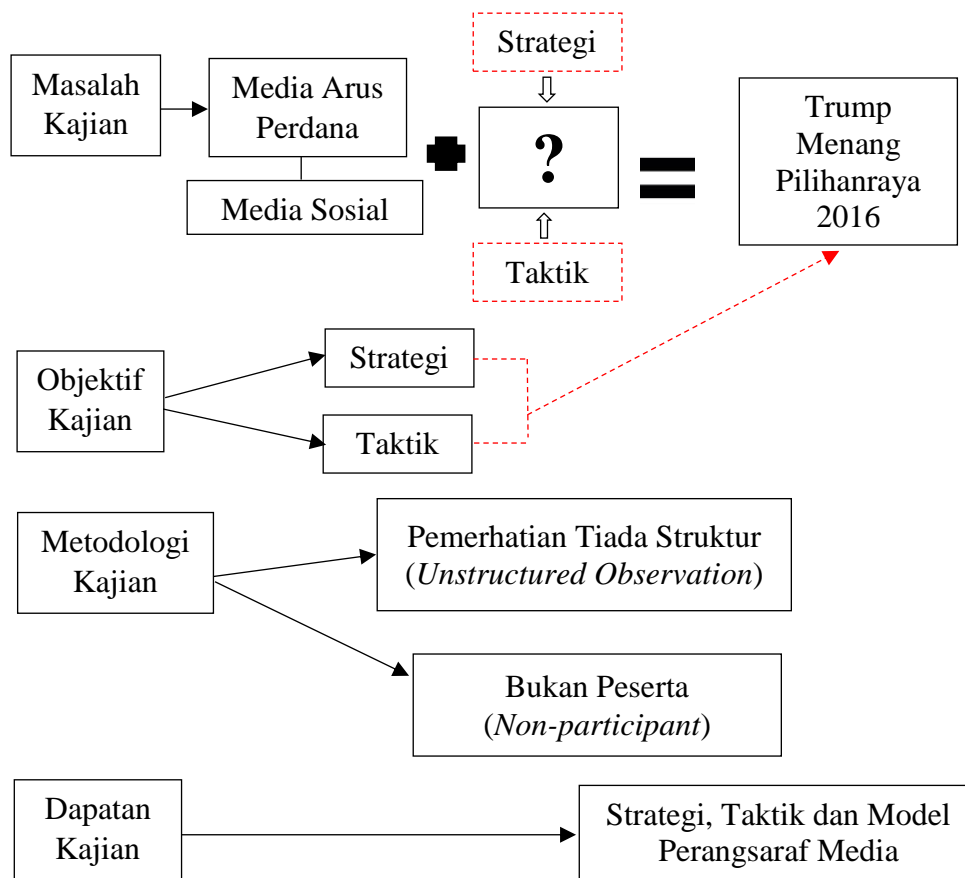 Strategi
Masalah
Kajian
Media Arus
Perdana
Media Sosial
?
Taktik
Trump
Menang
Pilihanraya
2016
Objektif
Kajian
Strategi
Taktik
Metodologi
Kajian
Pemerhatian Tiada Struktur
(Unstructured Observation)
Bukan Peserta
(Non-participant)
Dapatan
Kajian
Strategi, Taktik dan Model
Perangsaraf Media